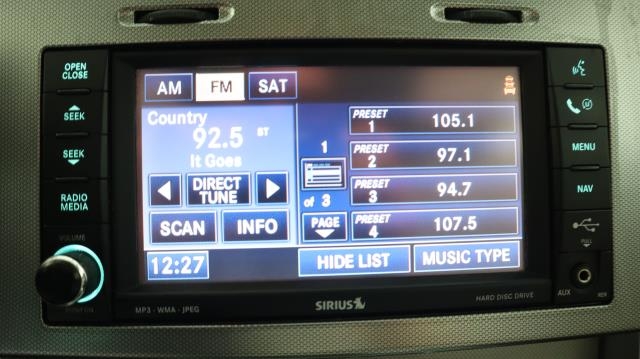 OPEN
CLOSE
SEEK
SEEK
RADIO
MEDIA
VOLUME
AM FM SAT
Country
92.5 ST
It Goes
DIRECT
TUNE
SCAN INFO
12:27
1
of 3
PAGE
PRESET
1 105.1
PRESET
2 97.1
PRESET
3 94.7
PRESET
4 107.5
HIDE LIST MUSIC TYPE
MP3 - WMA - JPEG
SIRIUS
HARD DISC DRIVE
MENU
NAV
PULL
AUX